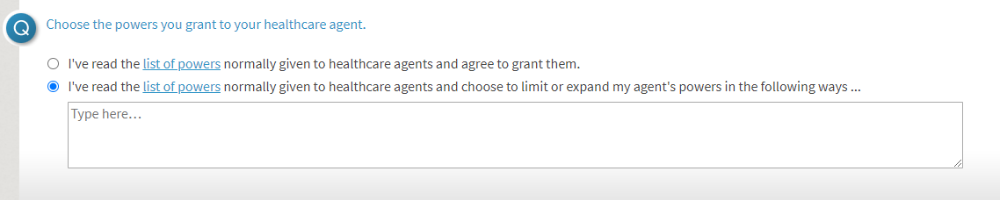 Q
Choose the powers you grant to your healthcare agent.
I've read the list of powers normally given to healthcare agents and agree to grant them.
I've read the list of powers normally given to healthcare agents and choose to limit or expand my agent's powers in the following ways ...
Type here...